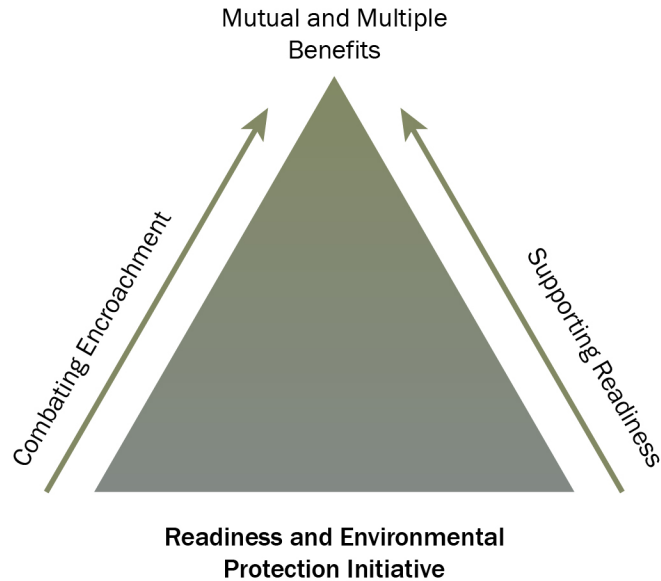 Mutual and Multiple
Benefits
Combating Encroachment
Supporting Readiness
Readiness and Environmental
Protection Initiative